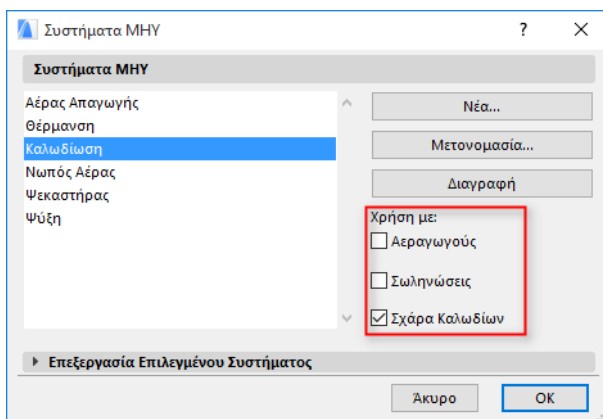 Συστήματα ΜΗΥ
?
Συστήματα ΜΗΥ
Αέρας Απαγωγής
Θέρμανση
Καλωδίωση
Νωπός Αέρας
Ψεκαστήρας
Ψύξη
Νέα...
Μετονομασία...
Διαγραφή
Χρήση με:
Αεραγωγούς
Σωληνώσεις
Σχάρα Καλωδίων
Επεξεργασία Επιλεγμένου Συστήματος
Άκυρο
OK